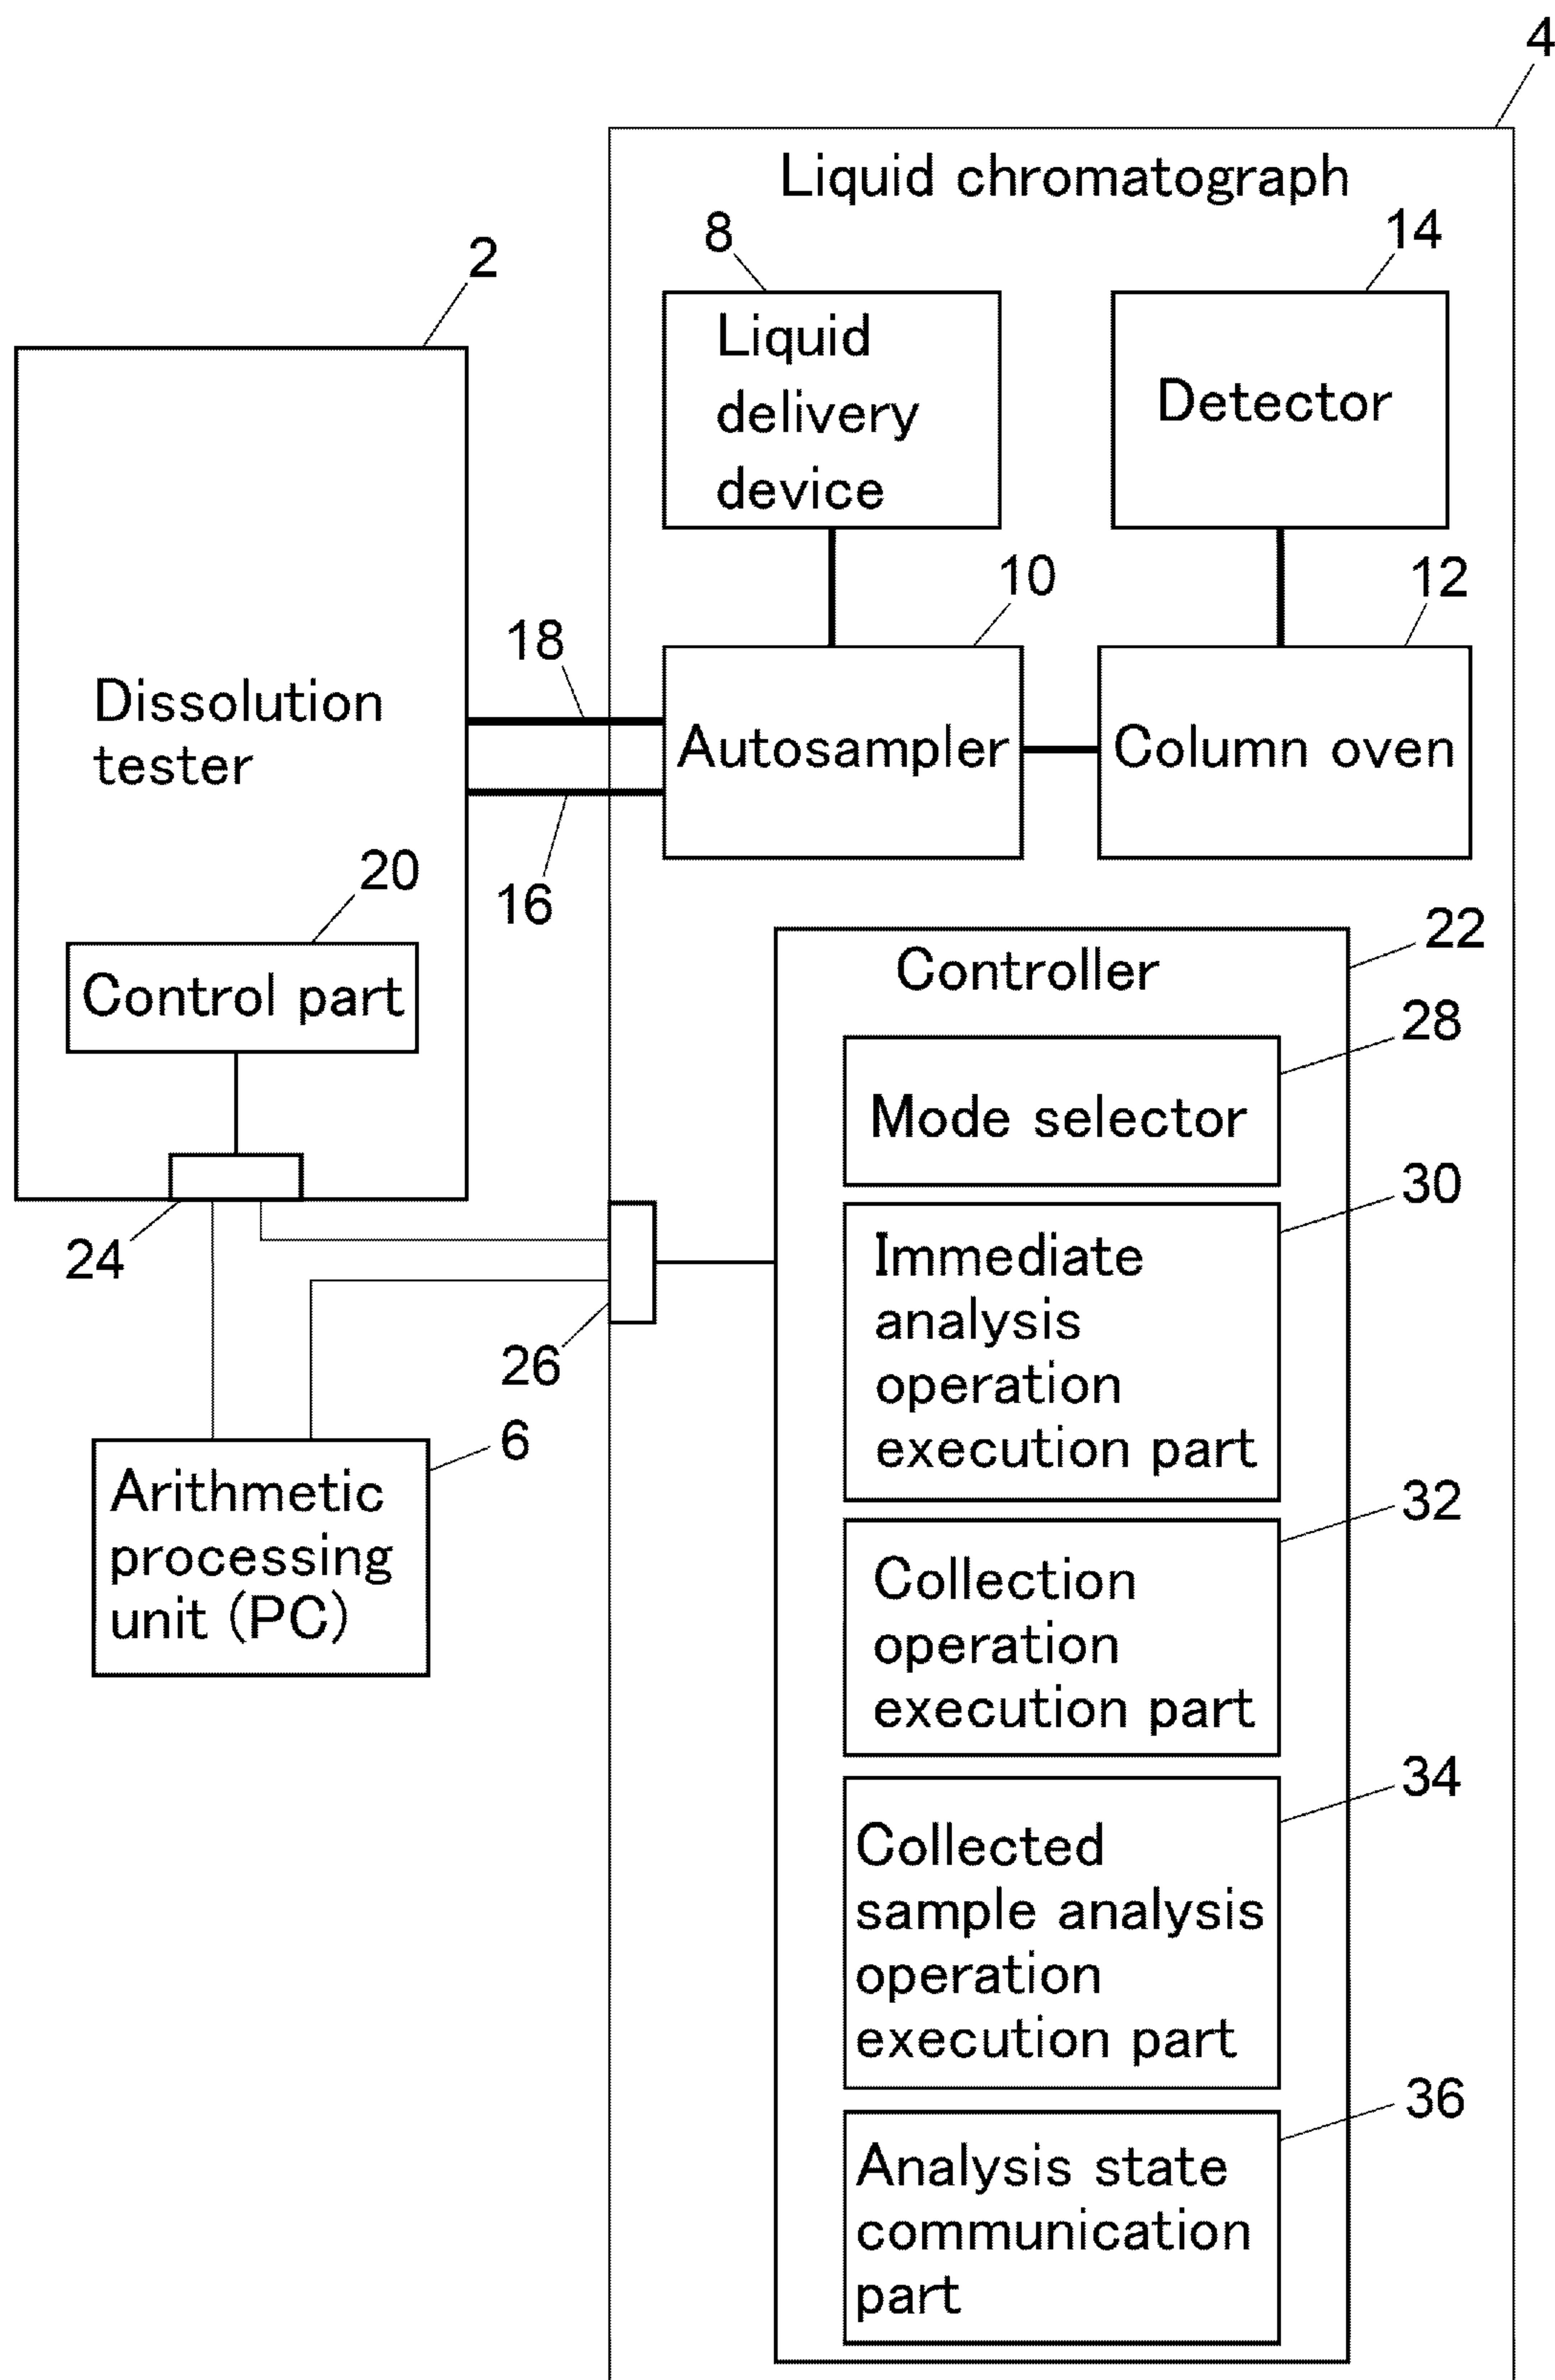 4
Liquid chromatograph
8
14
2
Liquid
delivery
device
Detector
10
12
18
Dissolution
tester
Autosampler
Column oven
16
20
Control part
22
Controller
28
Mode selector
24
30
Immediate
analysis
operation
execution part
26
6
Arithmetic
processing
unit (PC)
32
Collection
operation
execution part
34
Collected
sample analysis
operation
execution part
36
Analysis state
communication
part